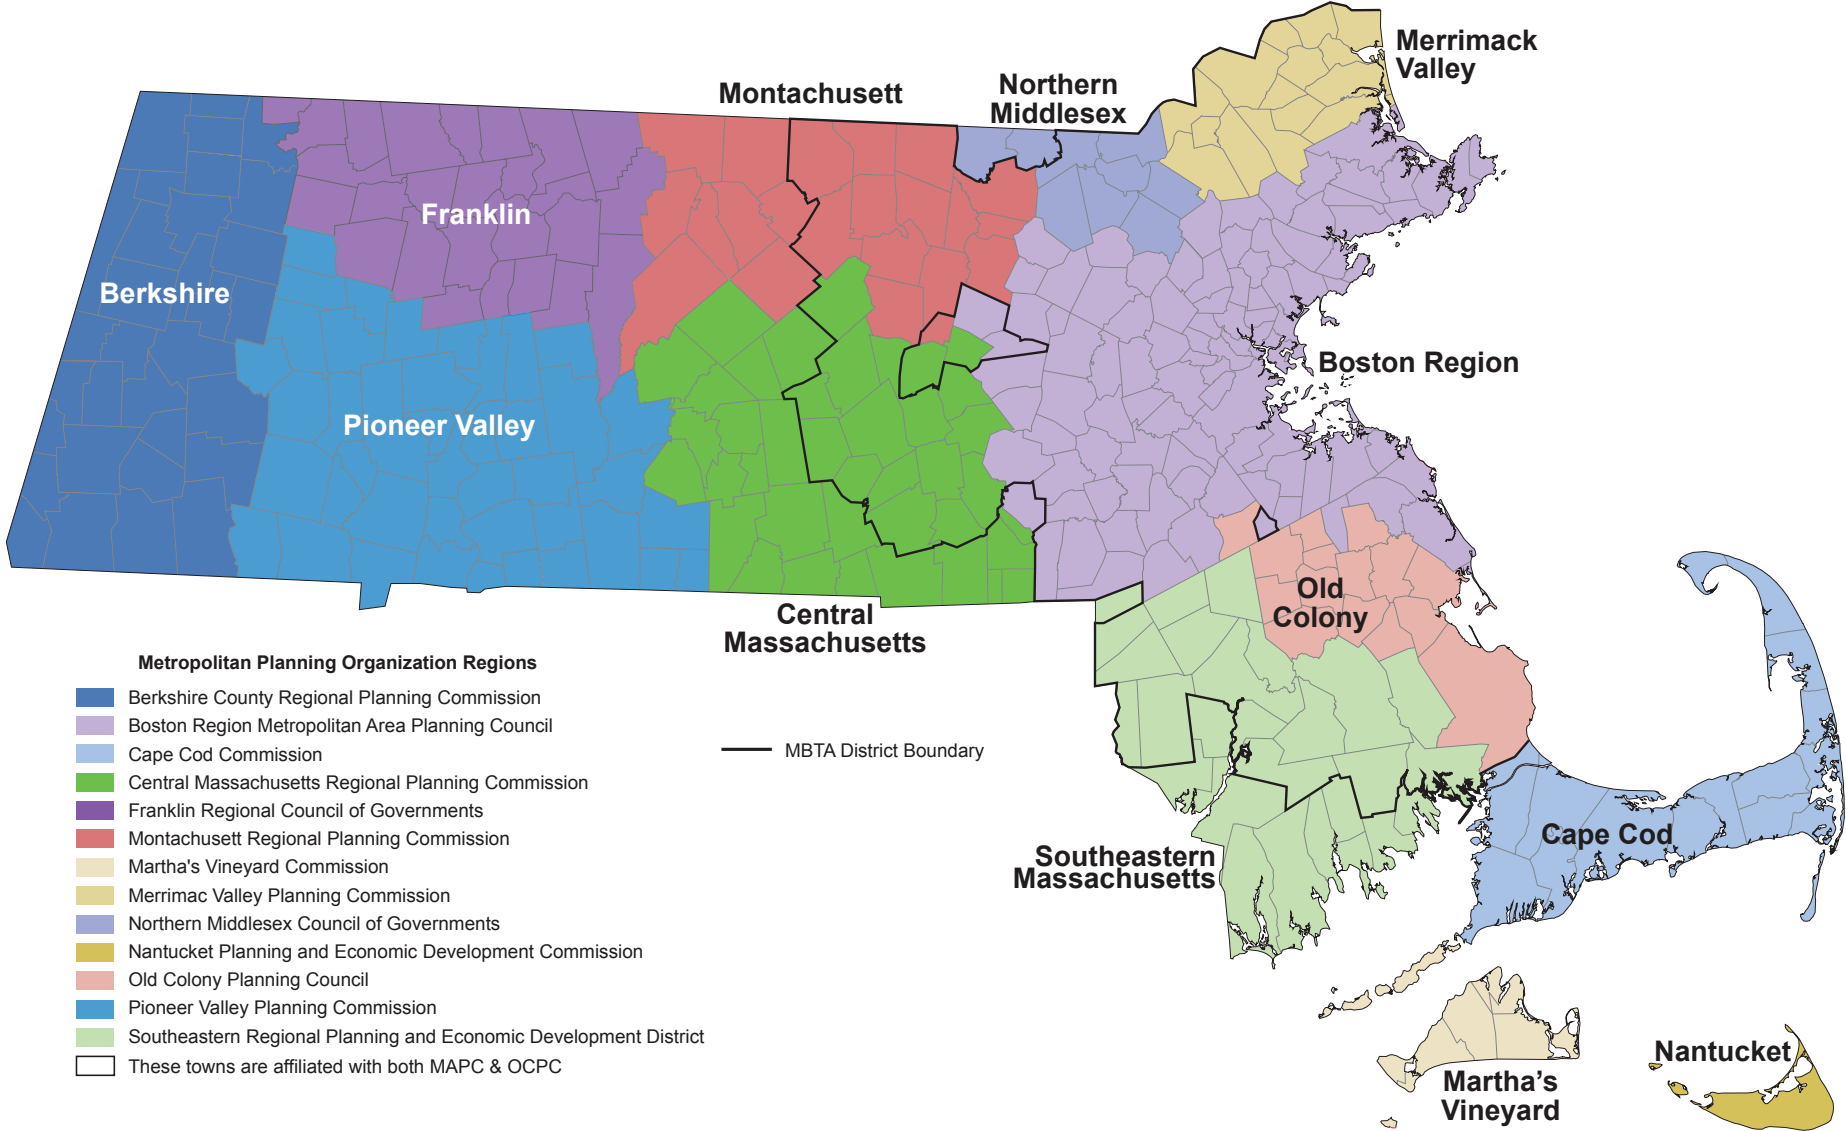 Merrimack
Valley
Northern
Middlesex
Montachusett
Franklin
Berkshire
Boston Region
Pioneer Valley
Old
Colony
Central
Massachusetts
Metropolitan Planning Organization Regions
Berkshire County Regional Planning Commission
Boston Region Metropolitan Area Planning Council
Cape Cod Commission
Central Massachusetts Regional Planning Commission
Franklin Regional Council of Governments
Montachusett Regional Planning Commission
Martha's Vineyard Commission
Merrimac Valley Planning Commission
Northern Middlesex Council of Governments
Nantucket Planning and Economic Development Commission
Old Colony Planning Council
Pioneer Valley Planning Commission
Southeastern Regional Planning and Economic Development District
These towns are affiliated with both MAPC & OCPC
MBTA District Boundary
Cape Cod
Southeastern
Massachusetts
Nantucket
Martha’s
Vineyard